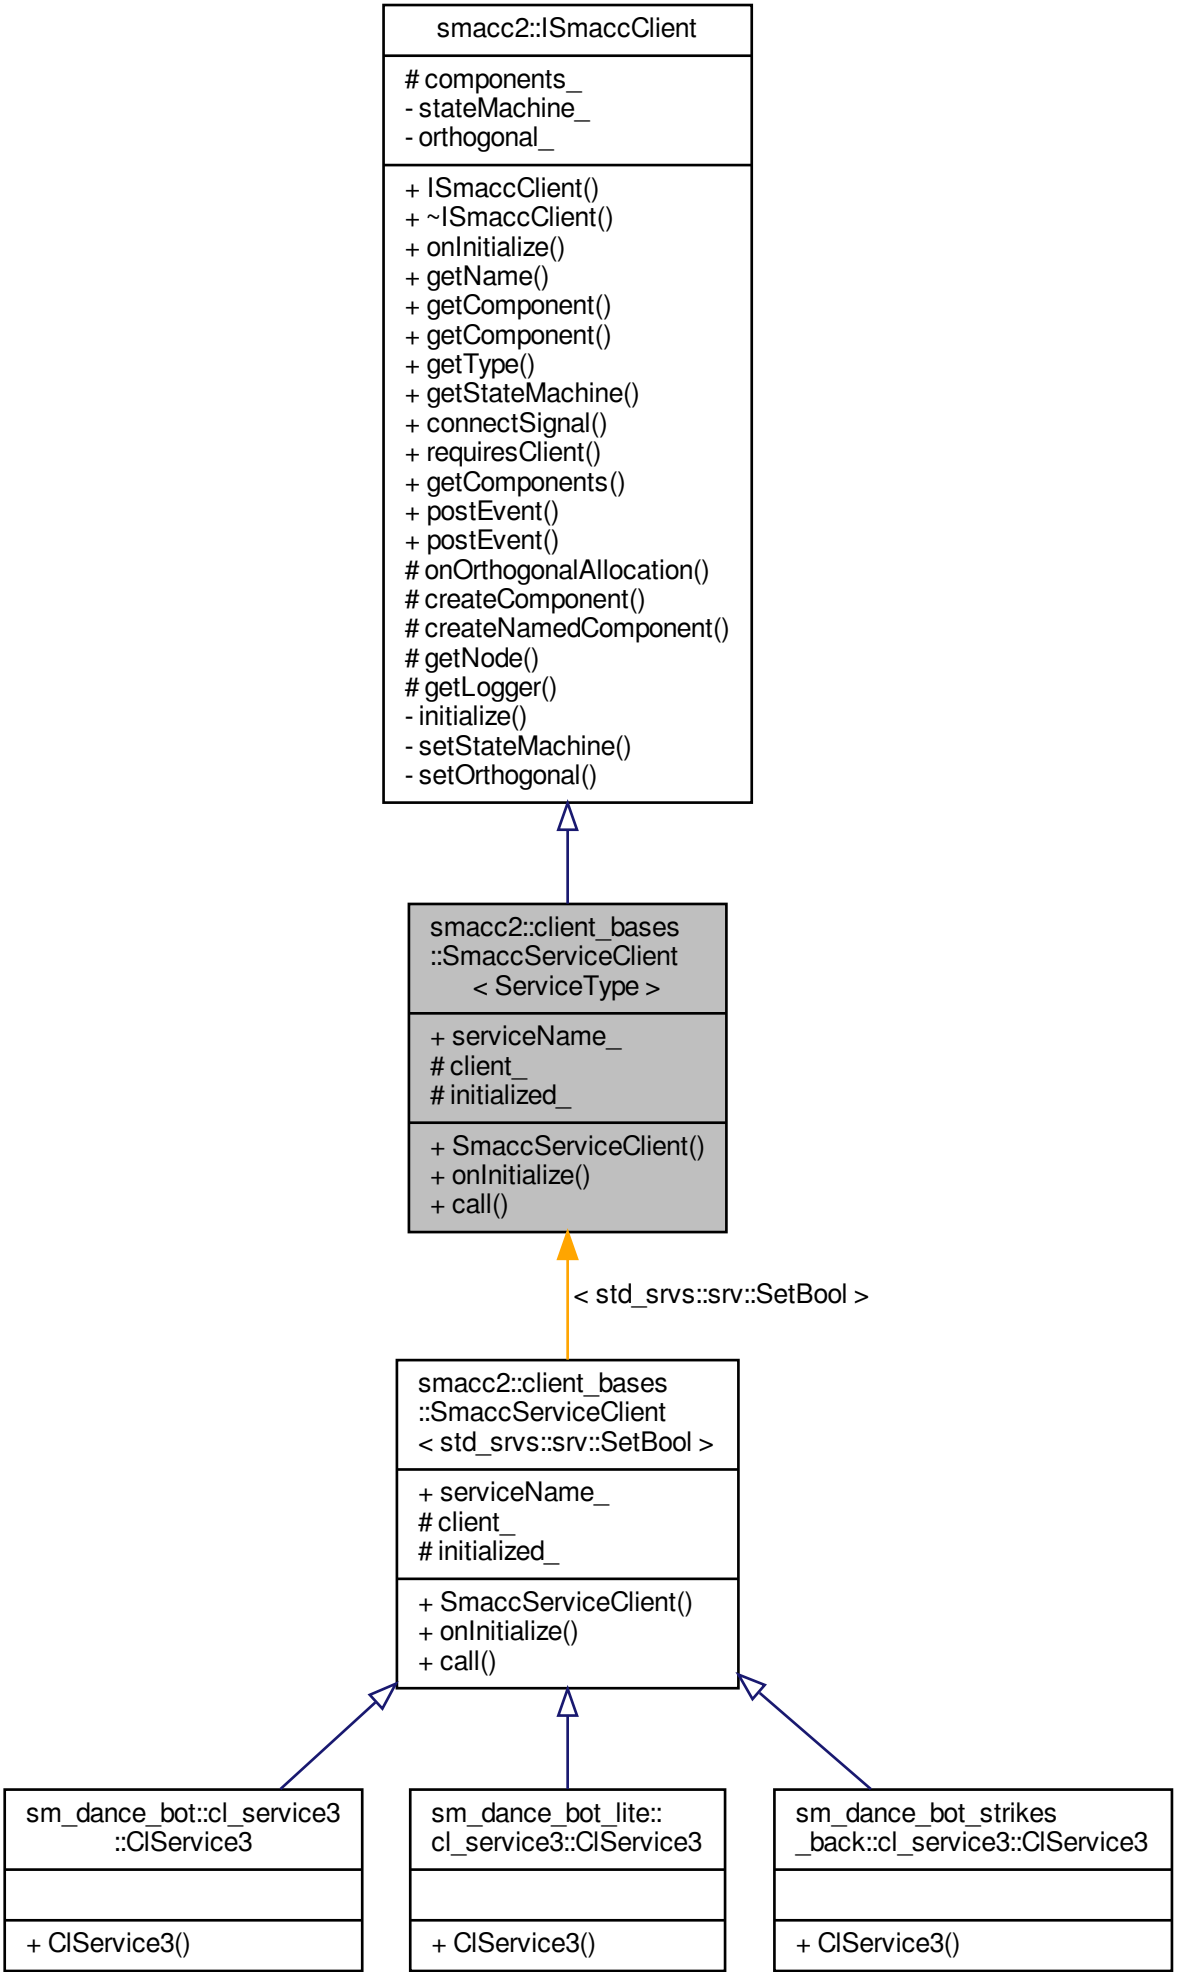 smacc2::ISmaccClient
# components_
- stateMachine_
- orthogonal_
+ ISmaccClient()
+ ~ISmaccClient()
+ onInitialize()
+ getName()
+ getComponent()
+ getComponent()
+ getType()
+ getStateMachine()
+ connectSignal()
+ requiresClient()
+ getComponents()
+ postEvent()
+ postEvent()
# onOrthogonalAllocation()
# createComponent()
# createNamedComponent()
# getNode()
# getLogger()
- initialize()
- setStateMachine()
- setOrthogonal()
smacc2::client_bases
::SmaccServiceClient
< ServiceType >
+ serviceName_
# client_
# initialized_
+ SmaccServiceClient()
+ onInitialize()
+ call()
< std_srvs::srv::SetBool >
smacc2::client_bases
::SmaccServiceClient
< std_srvs::srv::SetBool >
+ serviceName_
# client_
# initialized_
+ SmaccServiceClient()
+ onInitialize()
+ call()
sm_dance_bot::cl_service3
::ClService3
+ ClService3()
sm_dance_bot_lite::
cl_service3::ClService3
+ ClService3()
sm_dance_bot_strikes
_back::cl_service3::ClService3
+ ClService3()